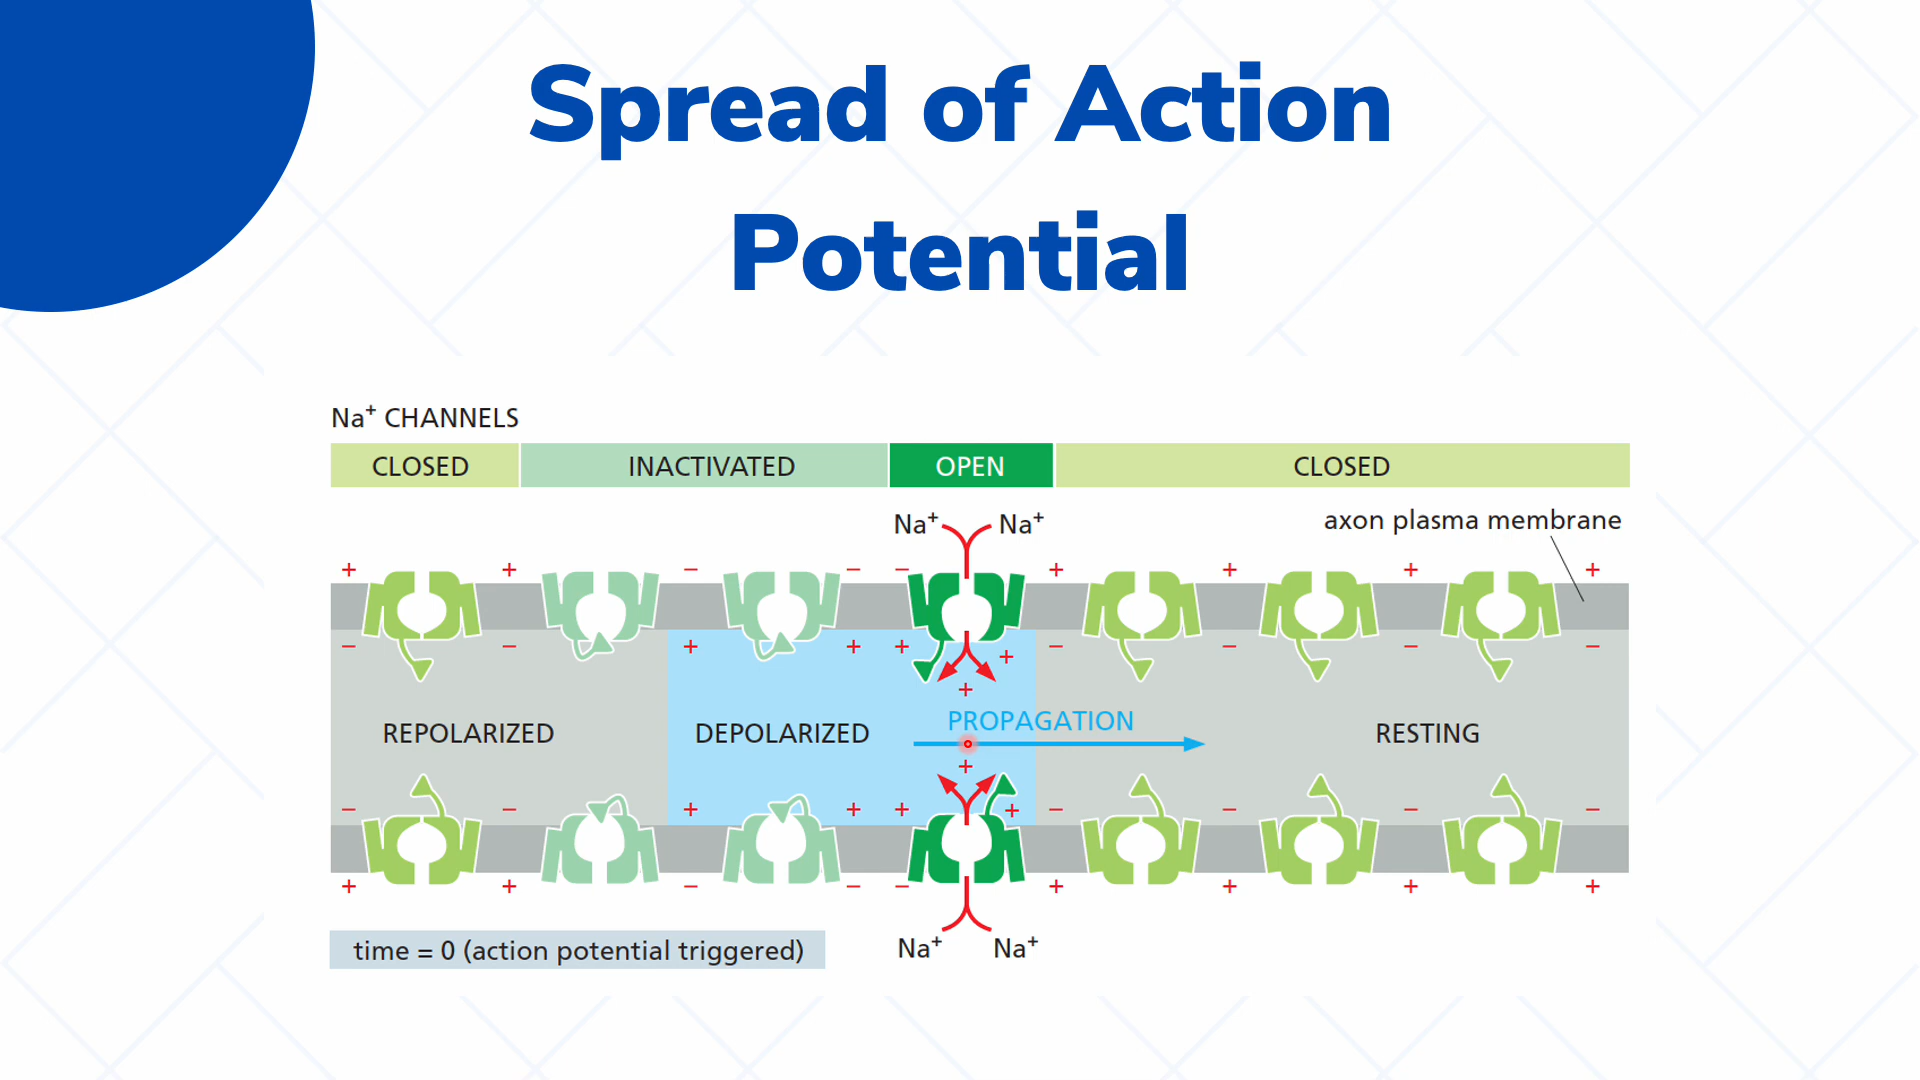 Spread of Action
Potential
Na⁺ CHANNELS
CLOSED INACTIVATED OPEN CLOSED
Na⁺ Na⁺
axon plasma membrane
+ + − − − + + + +
− − + + + + − − − −
+
PROPAGATION
REPOLARIZED DEPOLARIZED RESTING
+
− − + + + + − − − −
+ + − − − + + + +
Na⁺ Na⁺
time = 0 (action potential triggered)